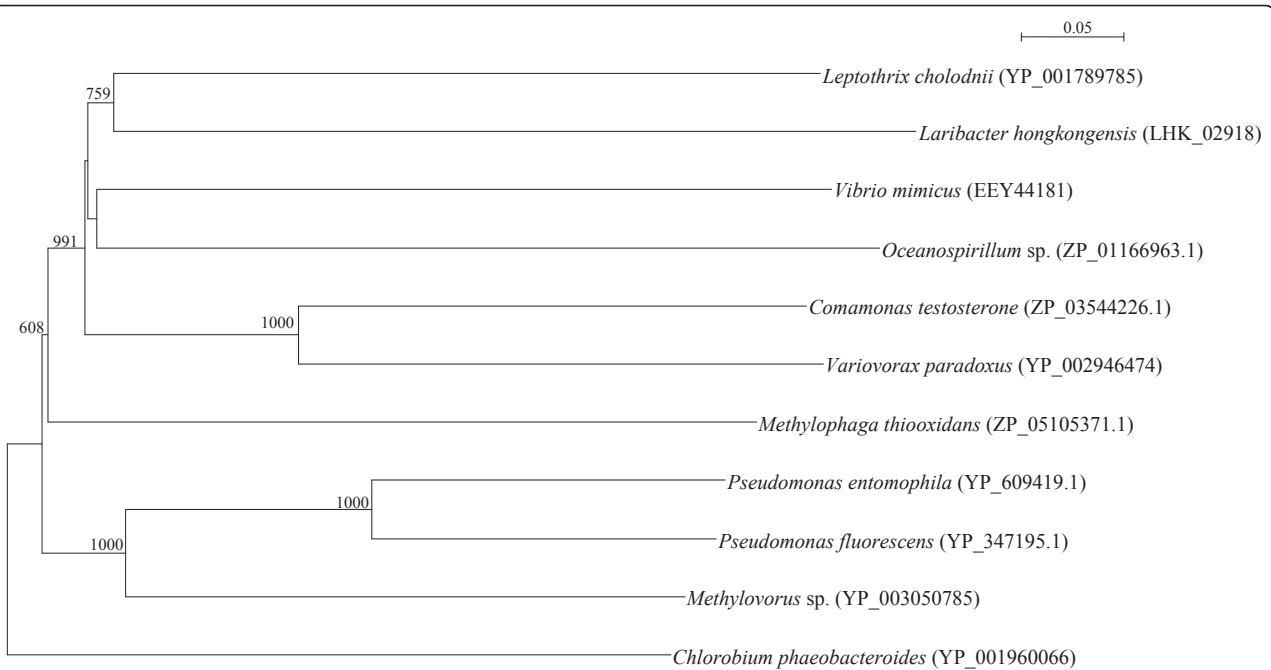 0.05
Leptothrix cholodnii (YP_001789785)
759
Laribacter hongkongensis (LHK_02918)
Vibrio mimicus (EEY44181)
991
Oceanospirillum sp. (ZP_01166963.1)
Comamonas testosterone (ZP_03544226.1)
1000
608
Variovorax paradoxus (YP_002946474)
Methylophaga thiooxidans (ZP_05105371.1)
Pseudomonas entomophila (YP_609419.1)
1000
Pseudomonas fluorescens (YP_347195.1)
1000
Methylovorus sp. (YP_003050785)
Chlorobium phaeobacteroides (YP_001960066)